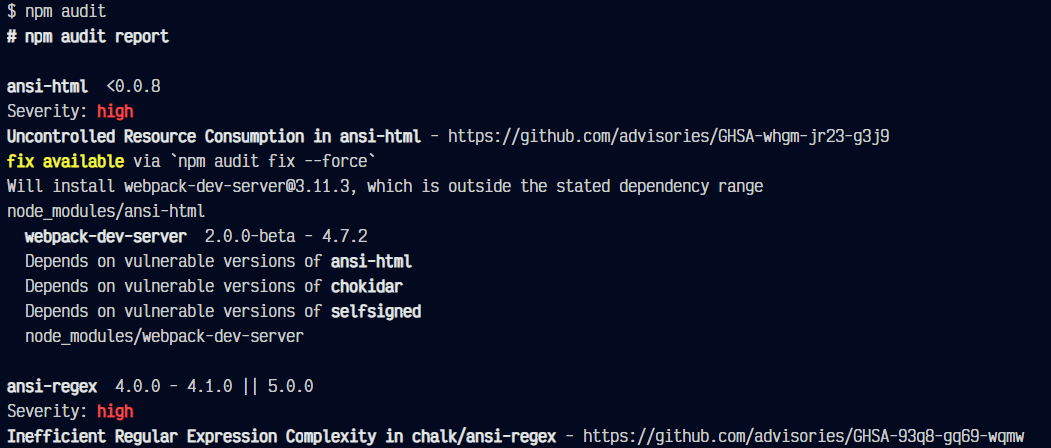 $ npm audit
# npm audit report
ansi-html  <0.0.8
Severity: high
Uncontrolled Resource Consumption in ansi-html - https://github.com/advisories/GHSA-whgm-jr23-g3j9
fix available via `npm audit fix --force`
Will install webpack-dev-server@3.11.3, which is outside the stated dependency range
node_modules/ansi-html
  webpack-dev-server  2.0.0-beta - 4.7.2
  Depends on vulnerable versions of ansi-html
  Depends on vulnerable versions of chokidar
  Depends on vulnerable versions of selfsigned
  node_modules/webpack-dev-server
ansi-regex  4.0.0 - 4.1.0 || 5.0.0
Severity: high
Inefficient Regular Expression Complexity in chalk/ansi-regex - https://github.com/advisories/GHSA-93q8-gq69-wqmw